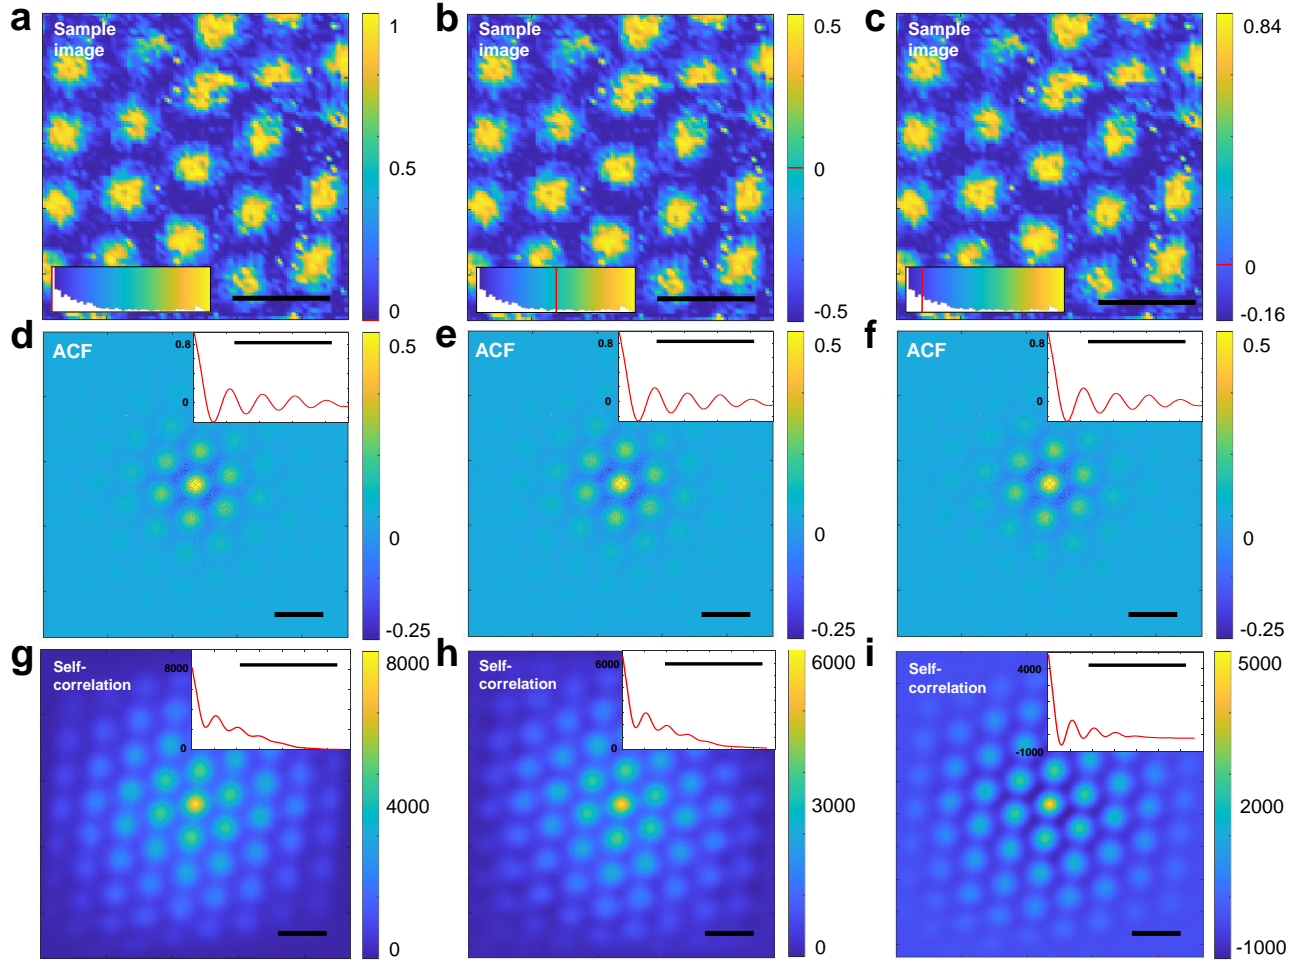 a
Sample
image
1
0.5
0
b
Sample
image
0.5
0
-0.5
c
Sample
image
0.84
0
-0.16
d
ACF
0.8
0
0.5
0
-0.25
e
ACF
0.8
0
0.5
0
-0.25
f
ACF
0.8
0
0.5
0
-0.25
g
Self-
correlation
8000
0
8000
4000
0
h
Self-
correlation
6000
0
6000
3000
0
i
Self-
correlation
4000
-1000
5000
2000
-1000